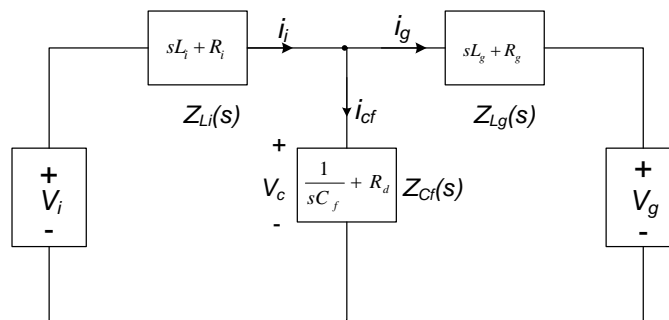 i_i
i_g
sL_i + R_i
sL_g + R_g
Z_Li(s)
Z_Lg(s)
i_cf
+
V_i
-
+
V_c
-
1/(sC_f) + R_d
Z_Cf(s)
+
V_g
-